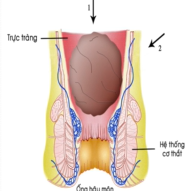 1
Trực tràng
2
Hệ thống
cơ thắt
Ống hậu môn